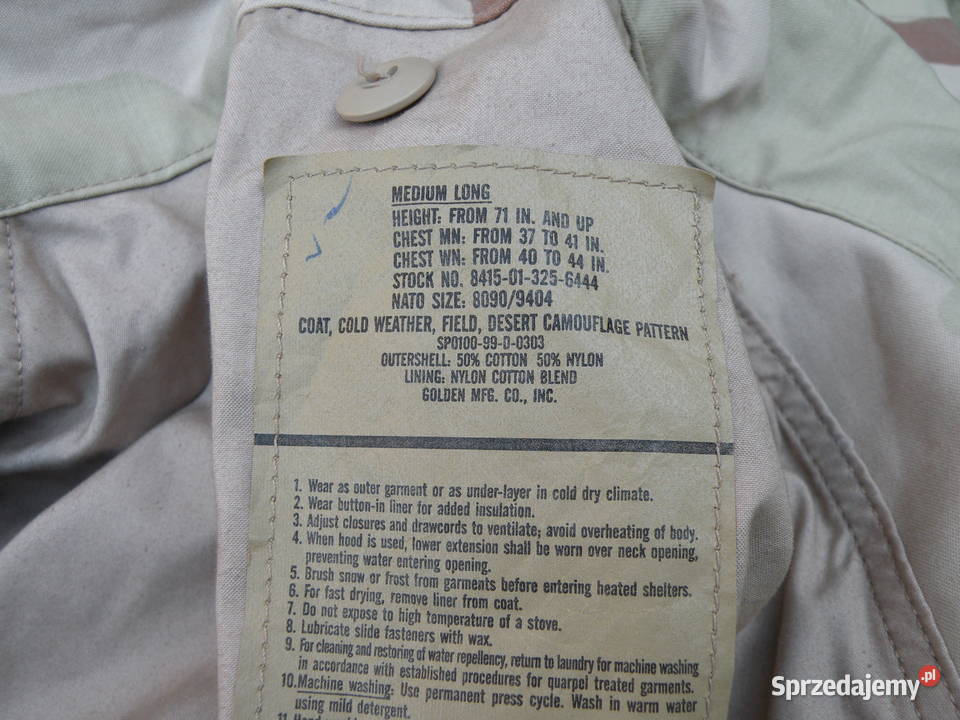 MEDIUM LONG
HEIGHT: FROM 71 IN. AND UP
CHEST MN: FROM 37 TO 41 IN.
CHEST WN: FROM 40 TO 44 IN.
STOCK NO. 8415-01-325-6444
NATO SIZE: 8090/9404
COAT, COLD WEATHER, FIELD, DESERT CAMOUFLAGE PATTERN
SPO100-99-D-0303
OUTERSHELL: 50% COTTON 50% NYLON
LINING: NYLON COTTON BLEND
GOLDEN MFG. CO., INC.
1. Wear as outer garment or as under-layer in cold dry climate.
2. Wear button-in liner for added insulation.
3. Adjust closures and drawcords to ventilate; avoid overheating of body.
4. When hood is used, lower extension shall be worn over neck opening,
preventing water entering opening.
5. Brush snow or frost from garments before entering heated shelters.
6. For fast drying, remove liner from coat.
7. Do not expose to high temperature of a stove.
8. Lubricate slide fasteners with wax.
9. For cleaning and restoring of water repellency, return to laundry for machine washing
in accordance with established procedures for quarpel treated garments.
10. Machine washing: Use permanent press cycle. Wash in warm water
using mild detergent.
11.
Sprzedajemy.pl